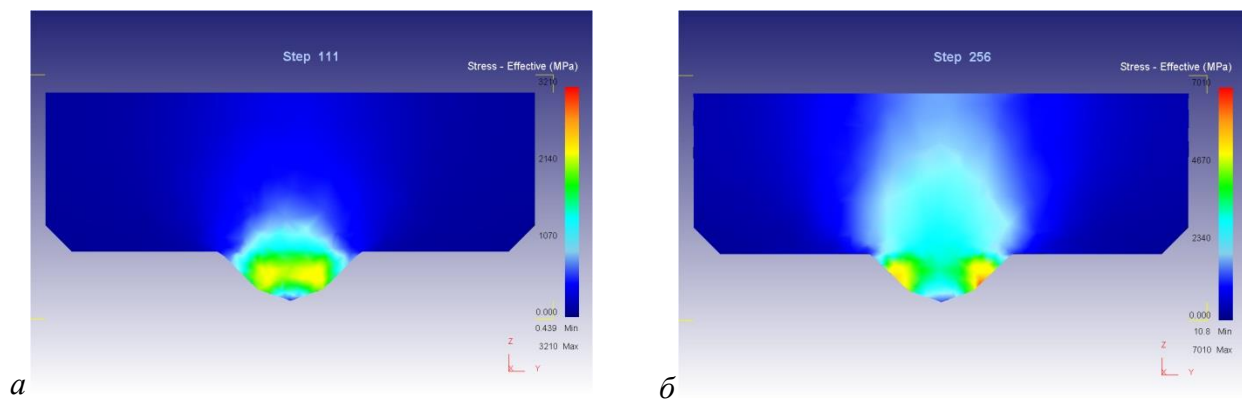 Step 111
Stress - Effective (MPa)
3210
2140
1070
0.000
0.439 Min
3210 Max
Z
X Y
а
Step 256
Stress - Effective (MPa)
7010
4670
2340
0.000
10.8 Min
7010 Max
Z
X Y
б